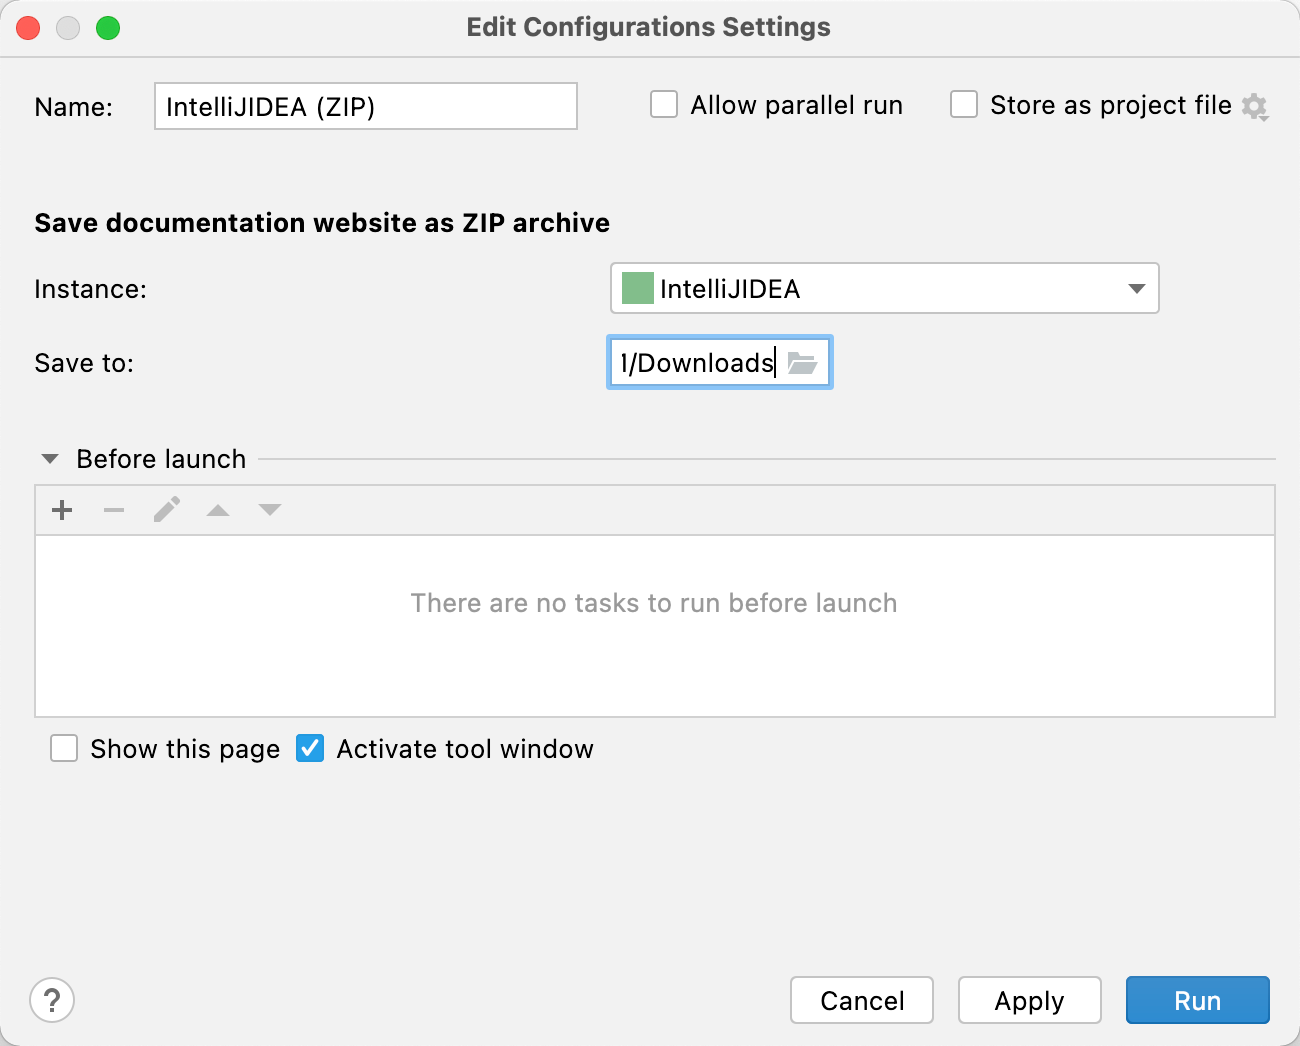 Edit Configurations Settings
Name: IntelliJIDEA (ZIP) Allow parallel run Store as project file
Save documentation website as ZIP archive
Instance: IntelliJIDEA
Save to: /Downloads
Before launch
There are no tasks to run before launch
Show this page Activate tool window
? Cancel Apply Run